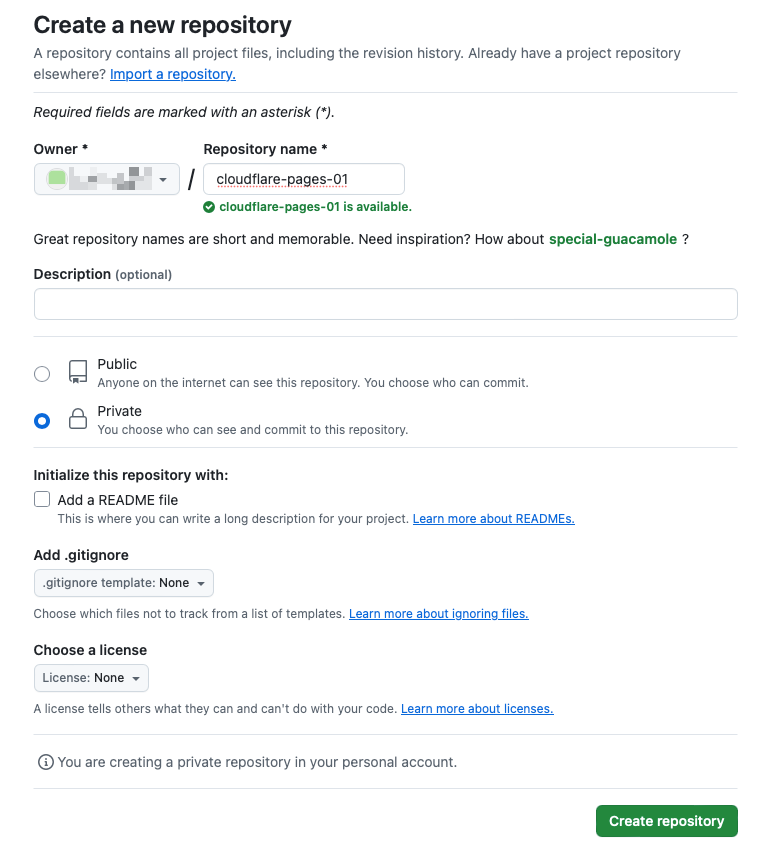 Create a new repository
A repository contains all project files, including the revision history. Already have a project repository
elsewhere? Import a repository.
Required fields are marked with an asterisk (*).
Owner *
Repository name *
/
cloudflare-pages-01
cloudflare-pages-01 is available.
Great repository names are short and memorable. Need inspiration? How about special-guacamole ?
Description (optional)
Public
Anyone on the internet can see this repository. You choose who can commit.
Private
You choose who can see and commit to this repository.
Initialize this repository with:
Add a README file
This is where you can write a long description for your project. Learn more about READMEs.
Add .gitignore
.gitignore template: None
Choose which files not to track from a list of templates. Learn more about ignoring files.
Choose a license
License: None
A license tells others what they can and can't do with your code. Learn more about licenses.
You are creating a private repository in your personal account.
Create repository